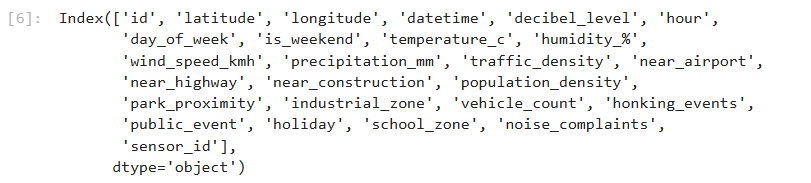 [6]: Index(['id', 'latitude', 'longitude', 'datetime', 'decibel_level', 'hour',
'day_of_week', 'is_weekend', 'temperature_c', 'humidity_%',
'wind_speed_kmh', 'precipitation_mm', 'traffic_density', 'near_airport',
'near_highway', 'near_construction', 'population_density',
'park_proximity', 'industrial_zone', 'vehicle_count', 'honking_events',
'public_event', 'holiday', 'school_zone', 'noise_complaints',
'sensor_id'],
dtype='object')